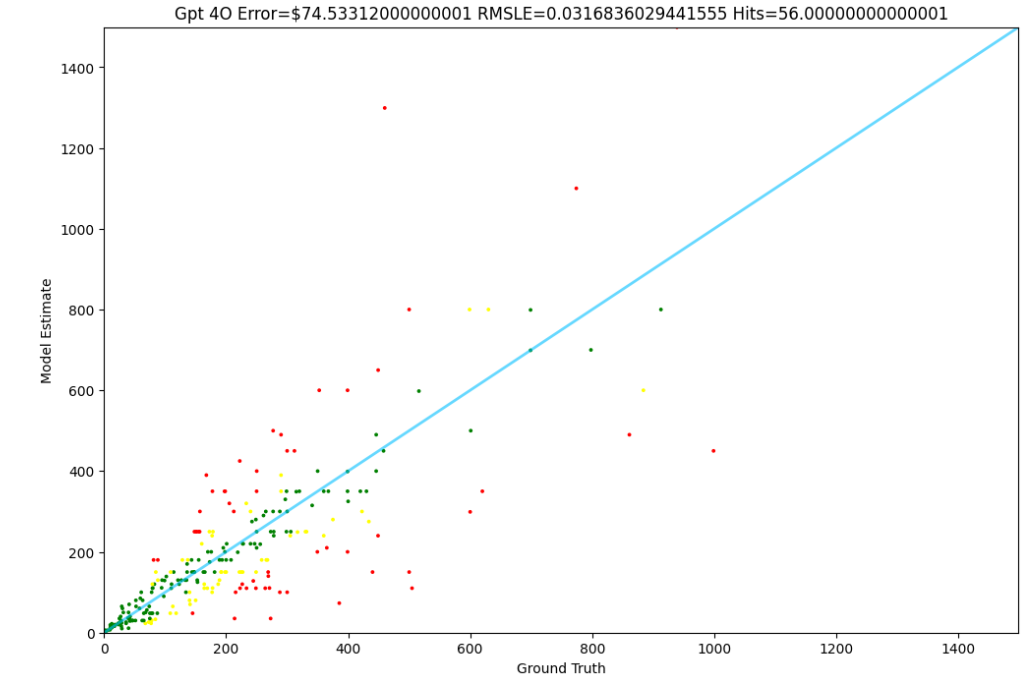 Gpt 4O Error=$74.53312000000001 RMSLE=0.0316836029441555 Hits=56.00000000000001
1400
1200
1000
800
600
400
200
0
Model Estimate
0 200 400 600 800 1000 1200 1400
Ground Truth